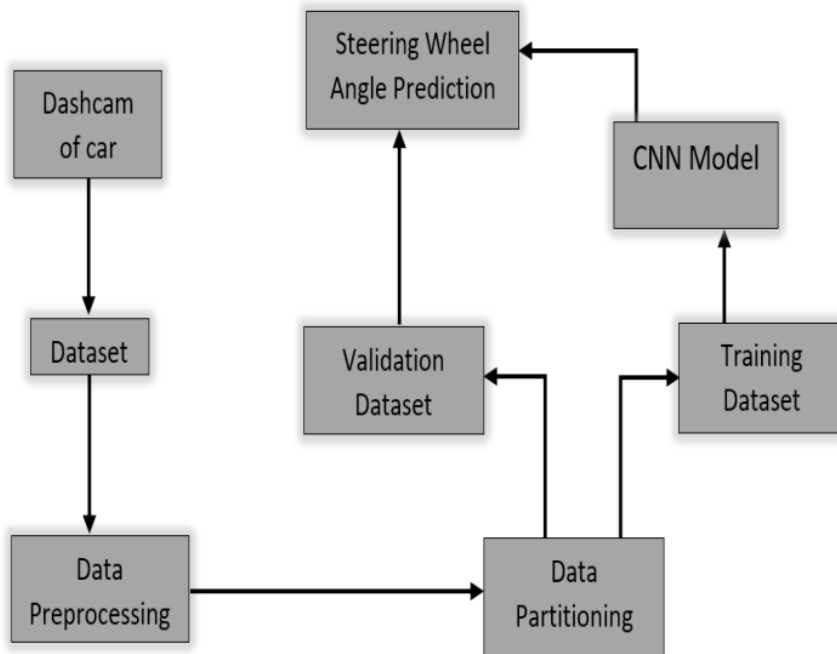 Steering Wheel
Angle Prediction
Dashcam
of car
CNN Model
Dataset
Validation
Dataset
Training
Dataset
Data
Preprocessing
Data
Partitioning